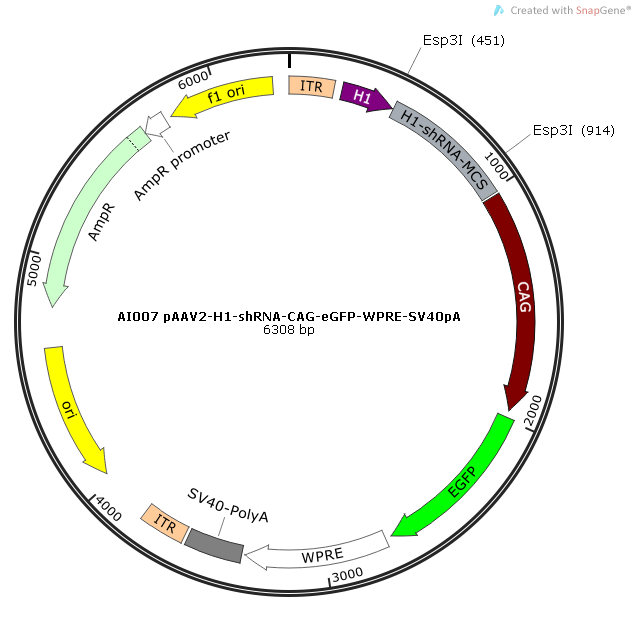 Created with SnapGene®
Esp3I (451)
Esp3I (914)
6000
f1 ori
ITR
H1
H1-shRNA-MCS
1000
AmpR promoter
AmpR
5000
CAG
AI007 pAAV2-H1-shRNA-CAG-eGFP-WPRE-SV40pA
6308 bp
2000
ori
EGFP
4000
ITR
SV40-PolyA
WPRE
3000